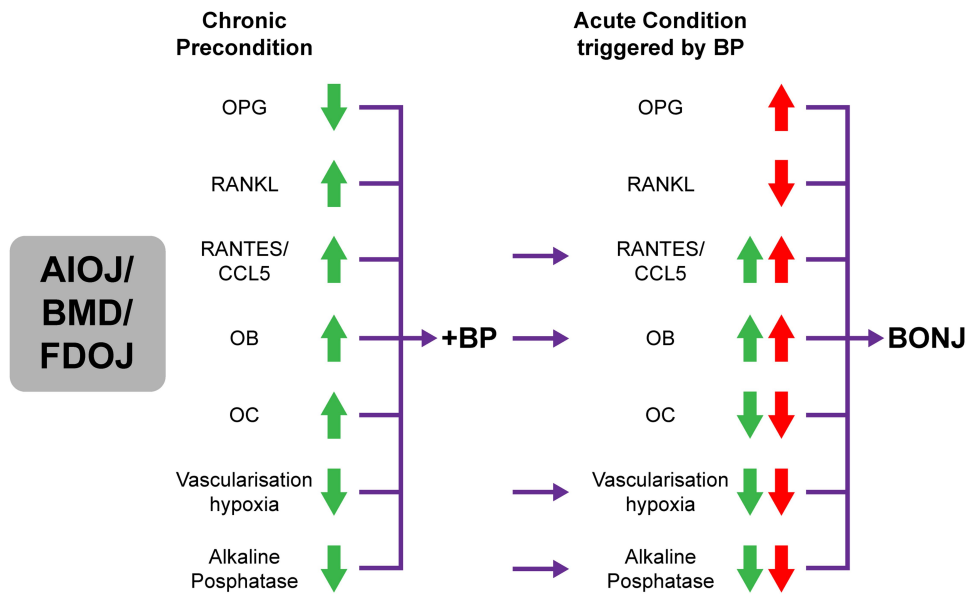 Chronic
Precondition
Acute Condition
triggered by BP
AIOJ/
BMD/
FDOJ
OPG
RANKL
RANTES/
CCL5
OB
OC
Vascularisation
hypoxia
Alkaline
Posphatase
+BP
OPG
RANKL
RANTES/
CCL5
OB
OC
Vascularisation
hypoxia
Alkaline
Posphatase
BONJ